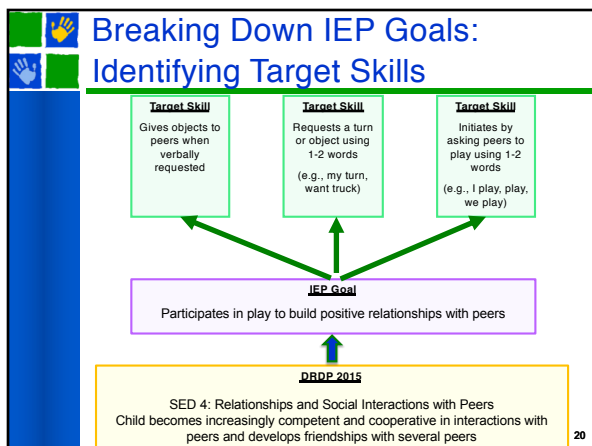 Breaking Down IEP Goals:
Identifying Target Skills
Target Skill
Gives objects to
peers when
verbally
requested
Target Skill
Requests a turn
or object using
1-2 words
(e.g., my turn,
want truck)
Target Skill
Initiates by
asking peers to
play using 1-2
words
(e.g., I play, play,
we play)
IEP Goal
Participates in play to build positive relationships with peers
DRDP 2015
SED 4: Relationships and Social Interactions with Peers
Child becomes increasingly competent and cooperative in interactions with
peers and develops friendships with several peers
20